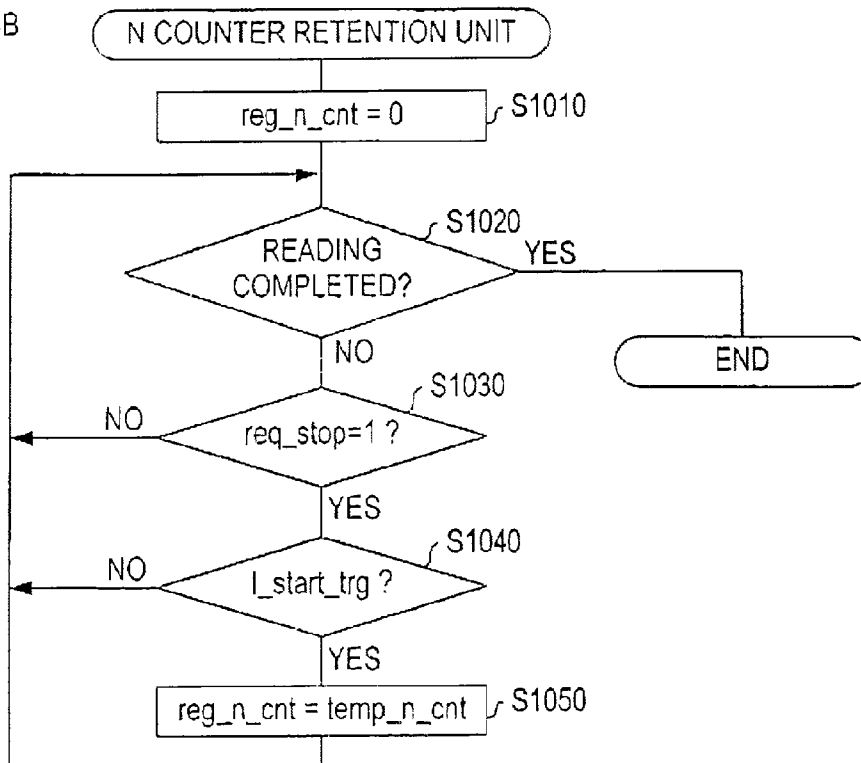 B
N COUNTER RETENTION UNIT
reg_n_cnt = 0
S1010
S1020
READING
COMPLETED?
YES
END
NO
S1030
NO
req_stop=1 ?
YES
S1040
NO
l_start_trg ?
YES
reg_n_cnt = temp_n_cnt
S1050